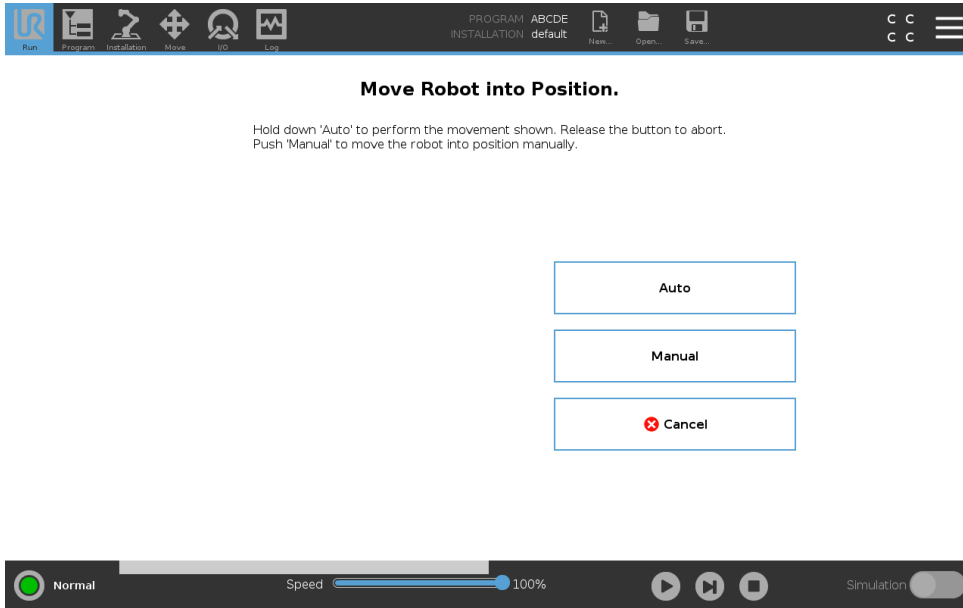 UR
Run
Program
Installation
Move
I/O
Log
PROGRAM ABCDE
INSTALLATION default
New...
Open...
Save...
C C
C C
Move Robot into Position.
Hold down 'Auto' to perform the movement shown. Release the button to abort.
Push 'Manual' to move the robot into position manually.
Auto
Manual
Cancel
Normal
Speed
100%
Simulation